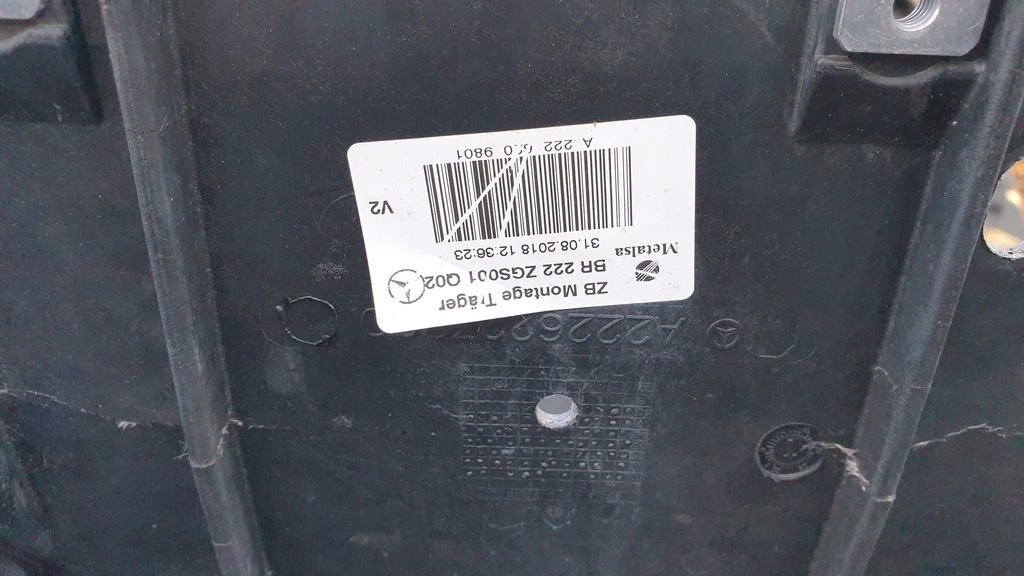 ZB Montage Träger
BR 222 ZGS001 Q02
Metalsa
31.08.2018 12:36:23
V2
A 222 9801